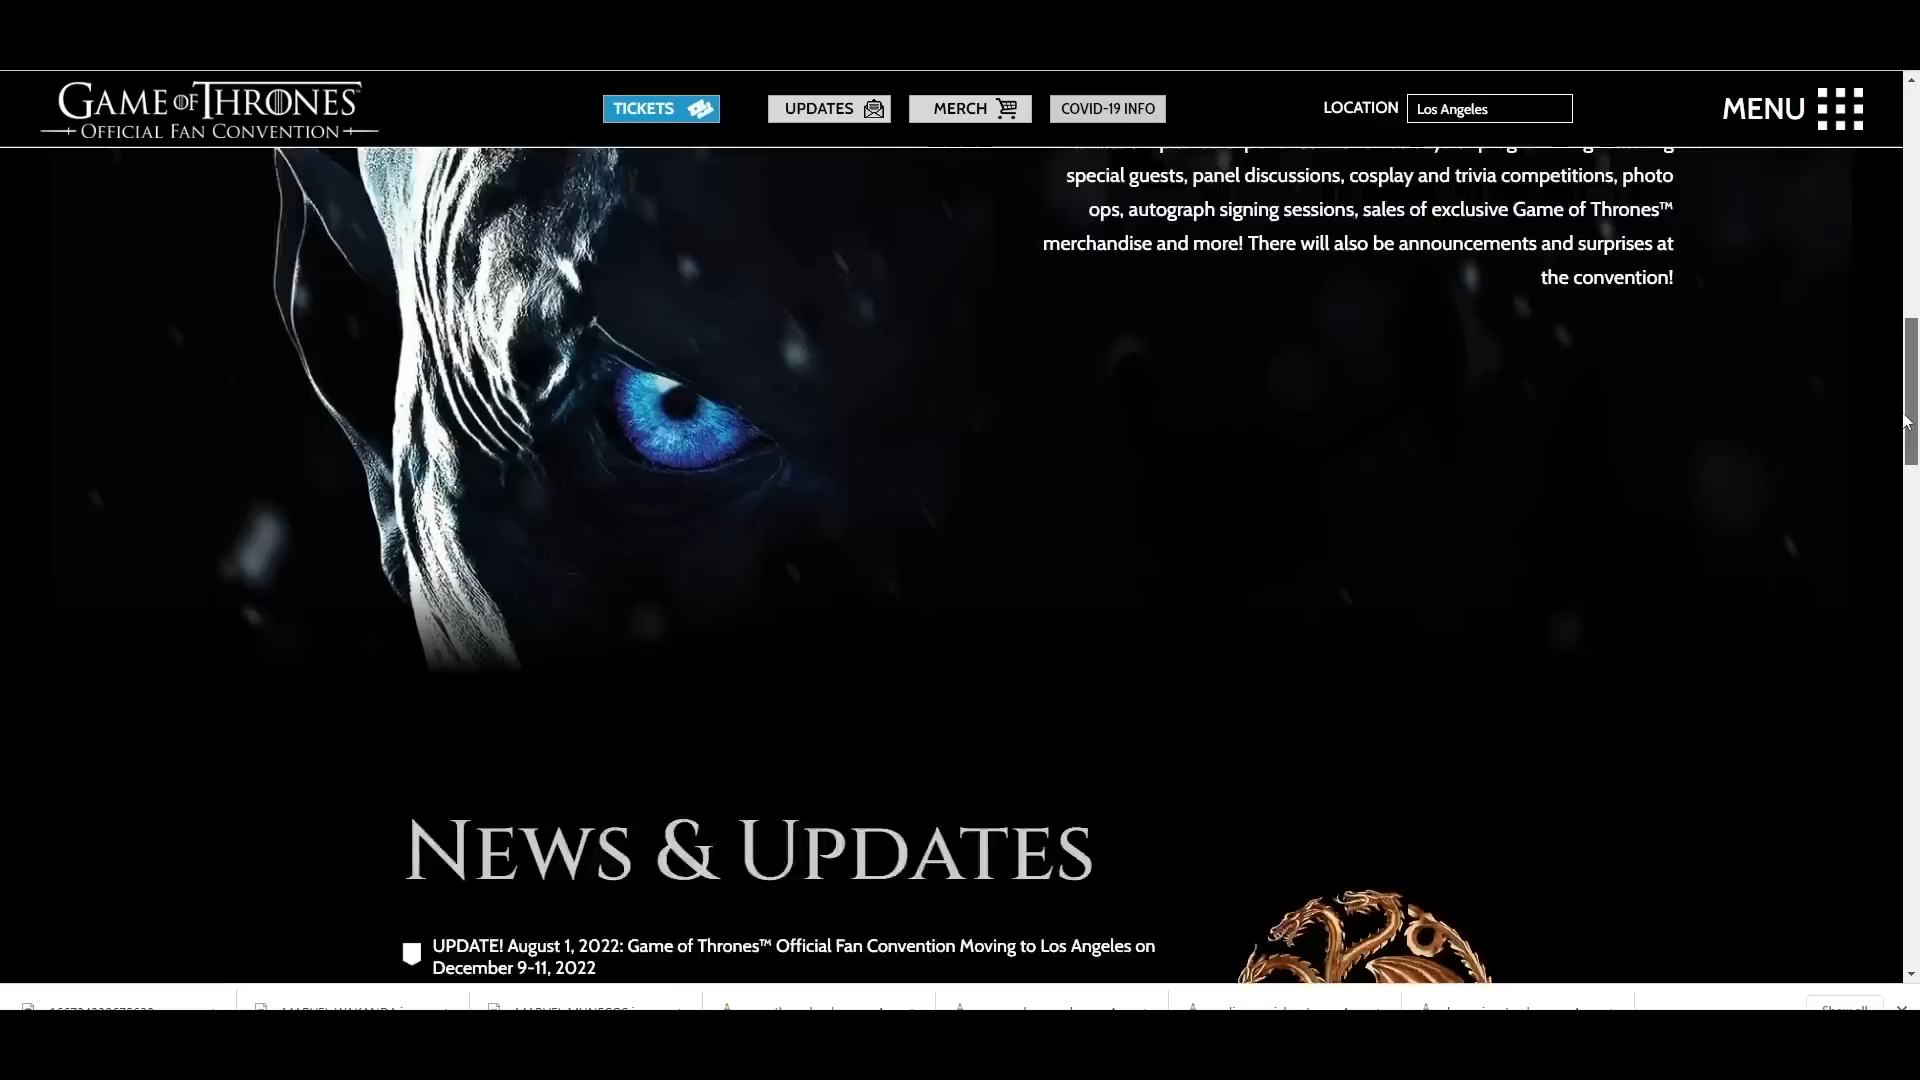 GAME OF THRONES™
OFFICIAL FAN CONVENTION
TICKETS
UPDATES
MERCH
COVID-19 INFO
LOCATION
Los Angeles
MENU
special guests, panel discussions, cosplay and trivia competitions, photo
ops, autograph signing sessions, sales of exclusive Game of Thrones™
merchandise and more! There will also be announcements and surprises at
the convention!
NEWS & UPDATES
UPDATE! August 1, 2022: Game of Thrones™ Official Fan Convention Moving to Los Angeles on
December 9-11, 2022
Show all